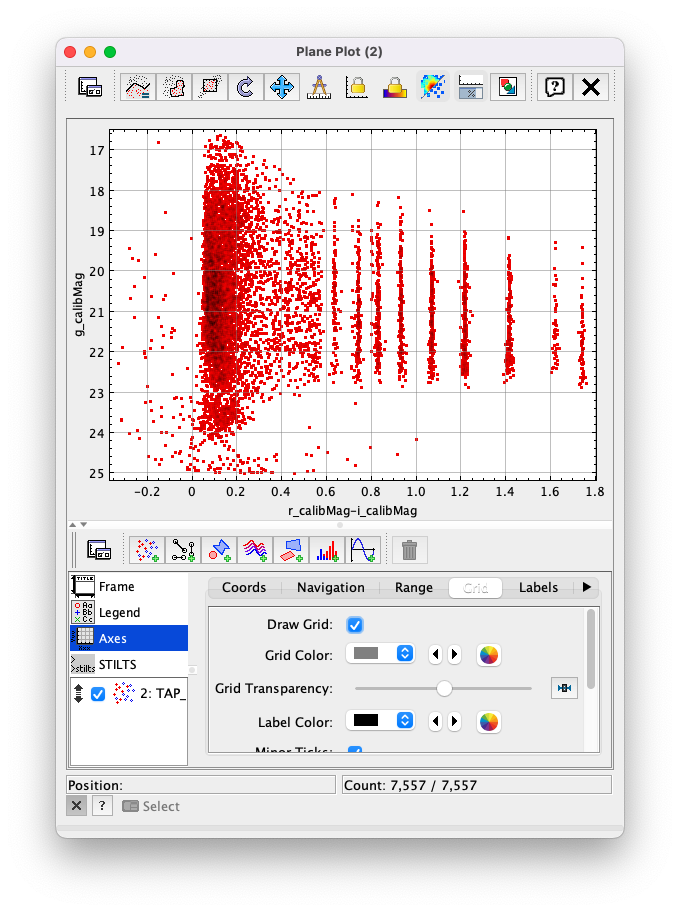 Plane Plot (2)
%
17
18
19
20
21
22
23
24
25
g_calibMag
-0.2 0 0.2 0.4 0.6 0.8 1.0 1.2 1.4 1.6 1.8
r_calibMag-i_calibMag
TITLE
Frame
Coords Navigation Range Grid Labels
Aa
Bb
Cc
Legend
Draw Grid:
Axes
Grid Color:
stilts
STILTS
Grid Transparency:
2: TAP_
Label Color:
Minor Ticks:
Position:
Count: 7,557 / 7,557
? Select